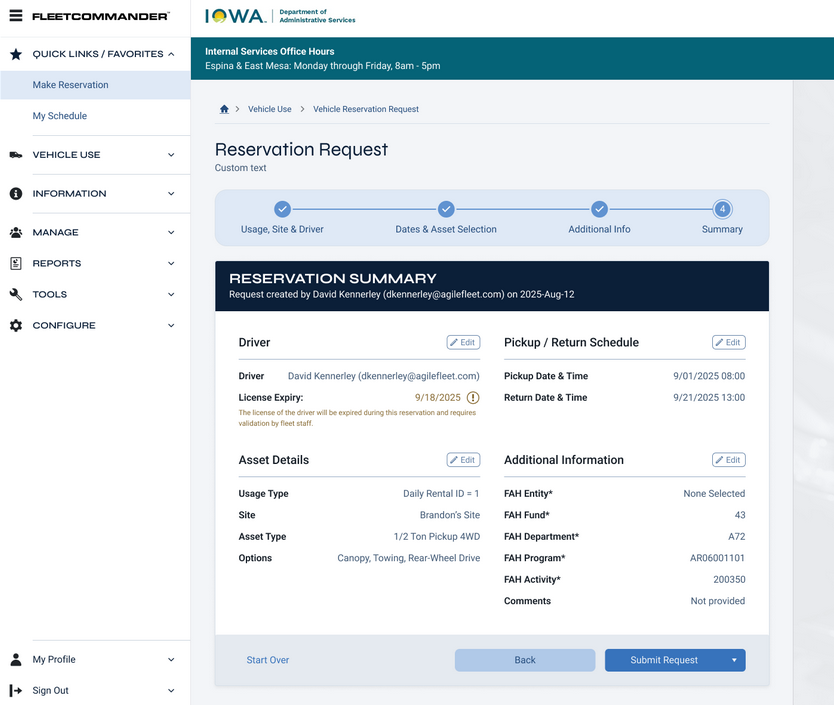 FLEETCOMMANDER™
QUICK LINKS / FAVORITES
Make Reservation
My Schedule
VEHICLE USE
INFORMATION
MANAGE
REPORTS
TOOLS
CONFIGURE
My Profile
Sign Out
IOWA. Department of
Administrative Services
Internal Services Office Hours
Espina & East Mesa: Monday through Friday, 8am - 5pm
Vehicle Use Vehicle Reservation Request
Reservation Request
Custom text
4
Usage, Site & Driver Dates & Asset Selection Additional Info Summary
RESERVATION SUMMARY
Request created by David Kennerley (dkennerley@agilefleet.com) on 2025-Aug-12
Driver Edit
Driver David Kennerley (dkennerley@agilefleet.com)
License Expiry: 9/18/2025
The license of the driver will be expired during this reservation and requires
validation by fleet staff.
Pickup / Return Schedule Edit
Pickup Date & Time 9/01/2025 08:00
Return Date & Time 9/21/2025 13:00
Asset Details Edit
Usage Type Daily Rental ID = 1
Site Brandon's Site
Asset Type 1/2 Ton Pickup 4WD
Options Canopy, Towing, Rear-Wheel Drive
Additional Information Edit
FAH Entity* None Selected
FAH Fund* 43
FAH Department* A72
FAH Program* AR06001101
FAH Activity* 200350
Comments Not provided
Start Over Back Submit Request